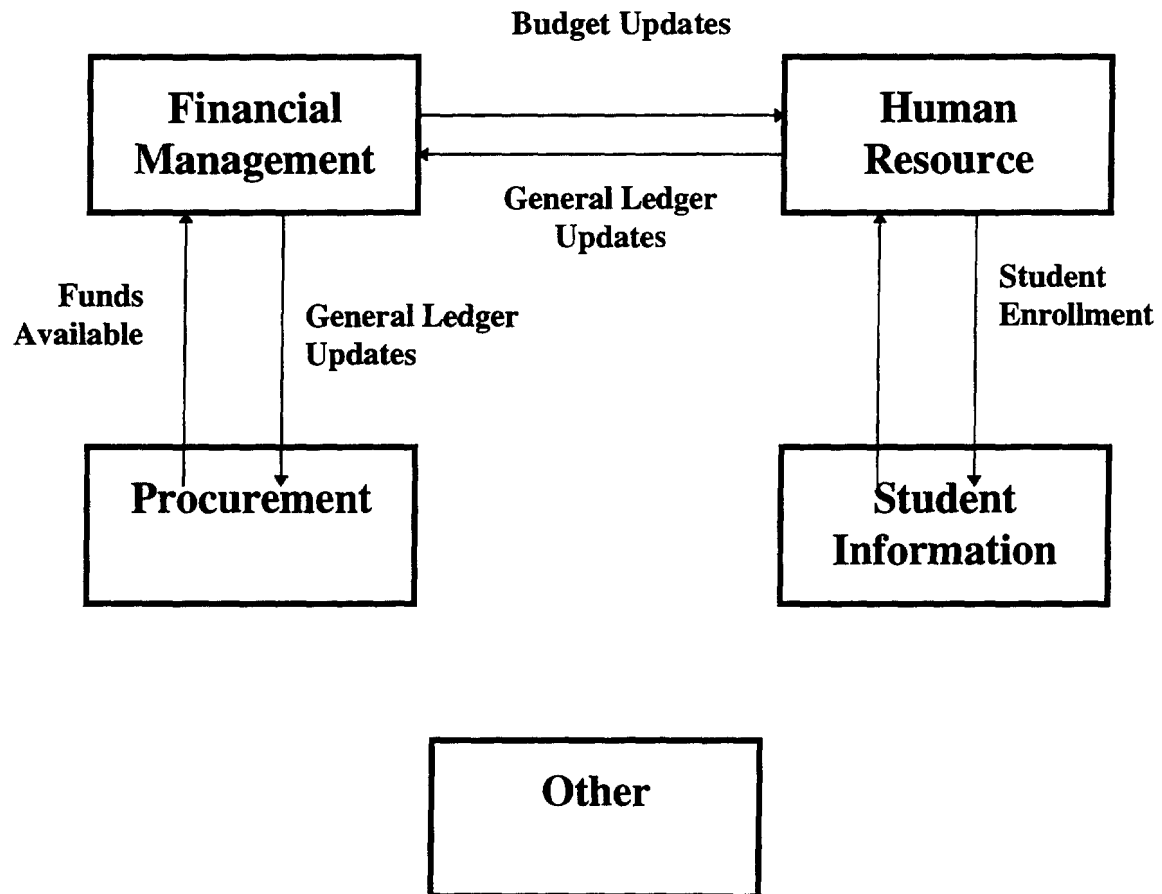 Budget Updates
Financial
Management
Human
Resource
General Ledger
Updates
Funds
Available
General Ledger
Updates
Student
Enrollment
Procurement
Student
Information
Other